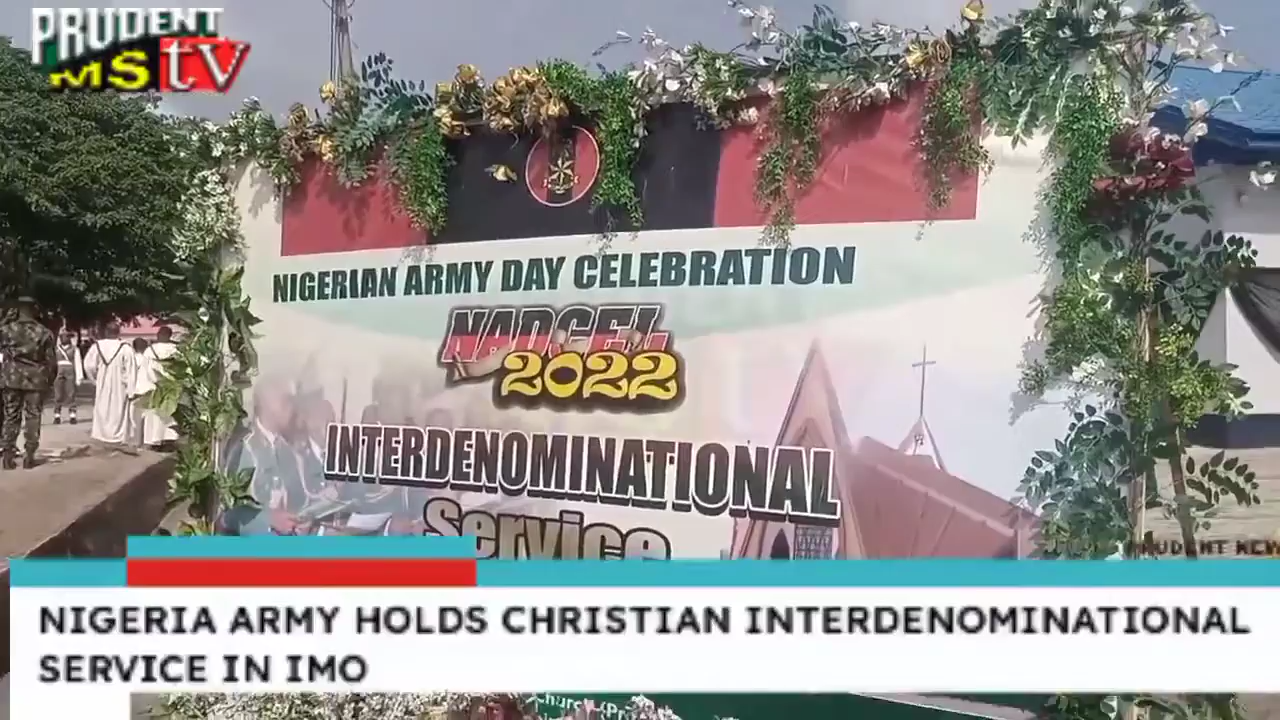 PRUDENT
MS tv
NIGERIAN ARMY DAY CELEBRATION
NADCEL
2022
INTERDENOMINATIONAL
Service
NIGERIA ARMY HOLDS CHRISTIAN INTERDENOMINATIONAL
SERVICE IN IMO